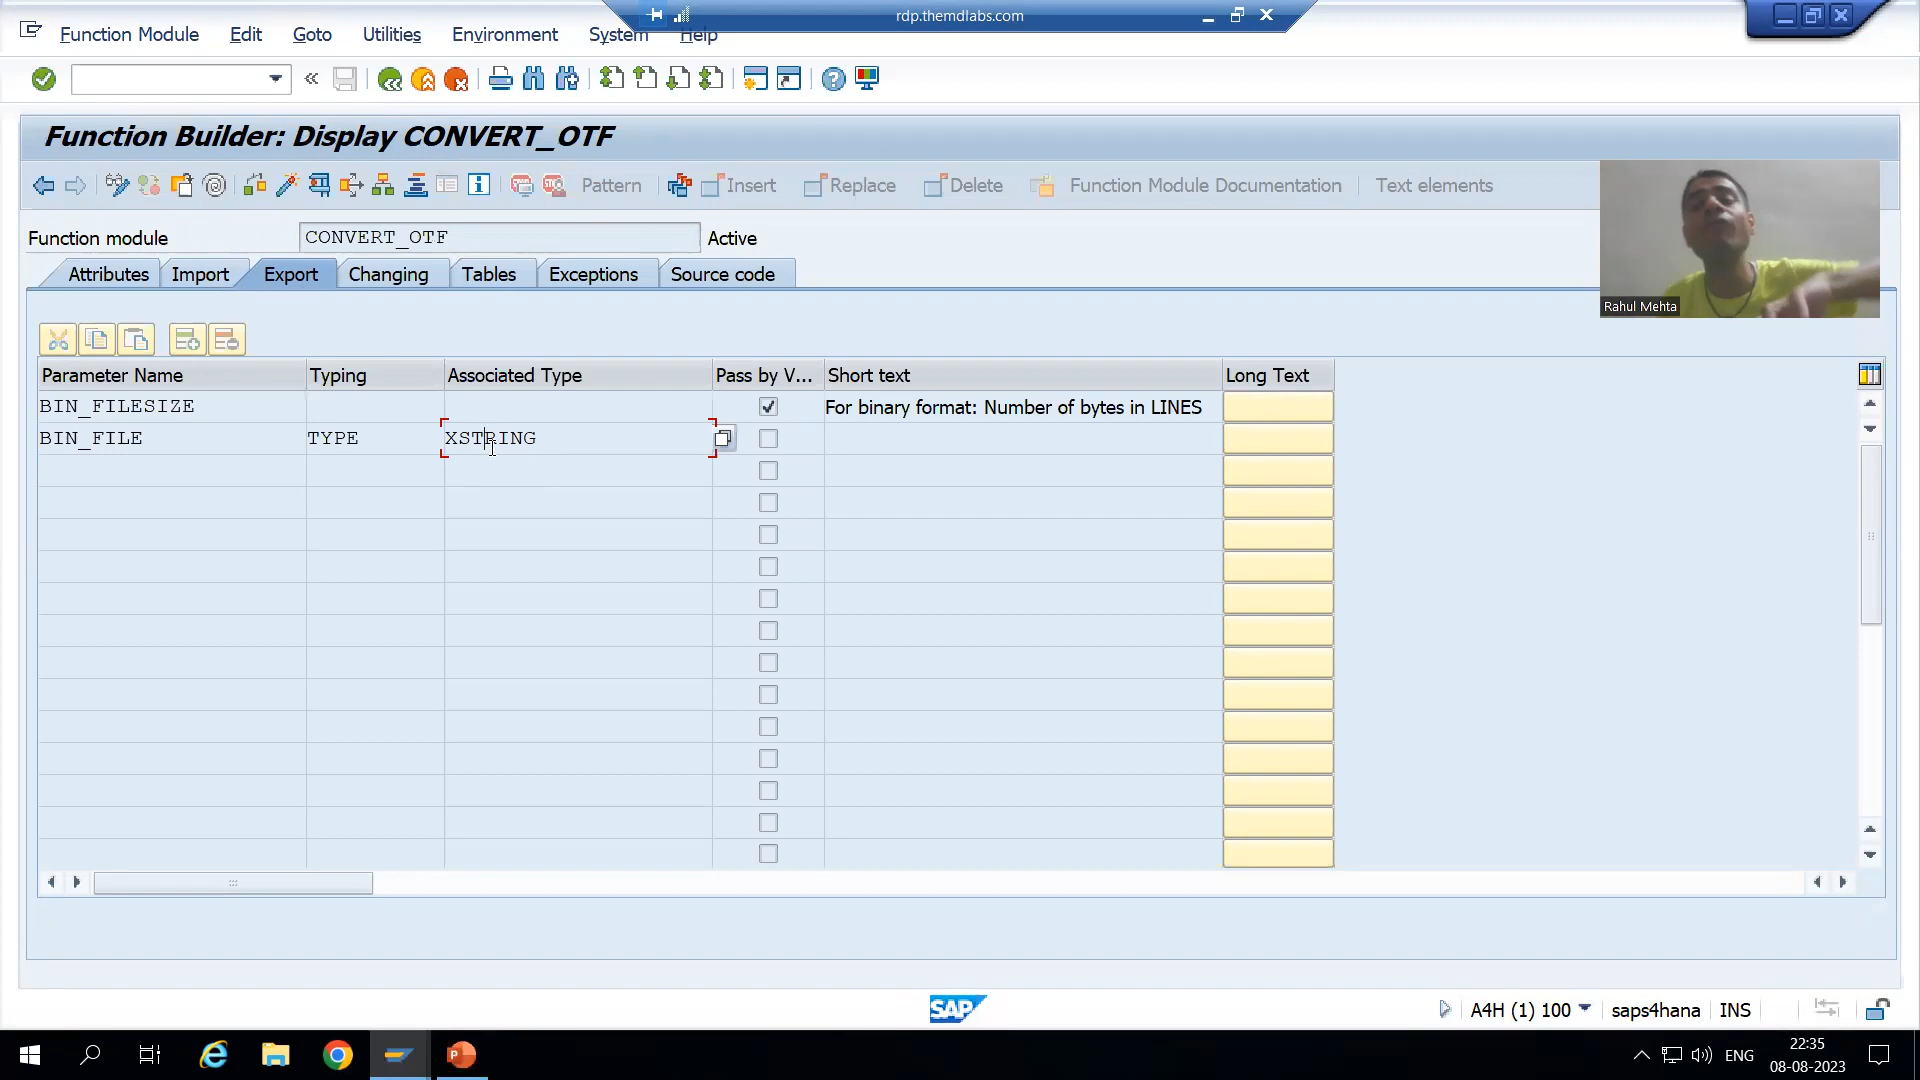 rdp.themdlabs.com
Function Module Edit Goto Utilities Environment System Help
Function Builder: Display CONVERT_OTF
Pattern Insert Replace Delete Function Module Documentation Text elements
Function module CONVERT_OTF Active
Attributes Import Export Changing Tables Exceptions Source code
Rahul Mehta
Parameter Name Typing Associated Type Pass by V... Short text Long Text
BIN_FILESIZE For binary format: Number of bytes in LINES
BIN_FILE TYPE XSTRING
SAP A4H (1) 100 saps4hana INS
ENG
22:35
08-08-2023